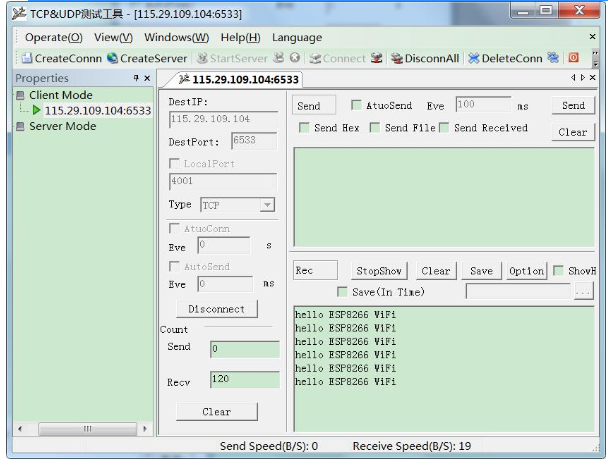 TCP&UDP测试工具 - [115.29.109.104:6533]
Operate(O) View(V) Windows(W) Help(H) Language
CreateConnn CreateServer StartServer Connect DisconnAll DeleteConn
Properties
115.29.109.104:6533
Client Mode
115.29.109.104:6533
Server Mode
DestIP:
115.29.109.104
DestPort: 6533
LocalPort
4001
Type TCP
AtuoConn
Eve 0 s
AutoSend
Eve 0 ms
Disconnect
Count
Send 0
Recv 120
Clear
Send AtuoSend Eve 100 ms Send
Send Hex Send File Send Received Clear
Rec StopShow Clear Save Option ShowH
Save(In Time) ...
hello ESP8266 WiFi
hello ESP8266 WiFi
hello ESP8266 WiFi
hello ESP8266 WiFi
hello ESP8266 WiFi
hello ESP8266 WiFi
Send Speed(B/S): 0 Receive Speed(B/S): 19